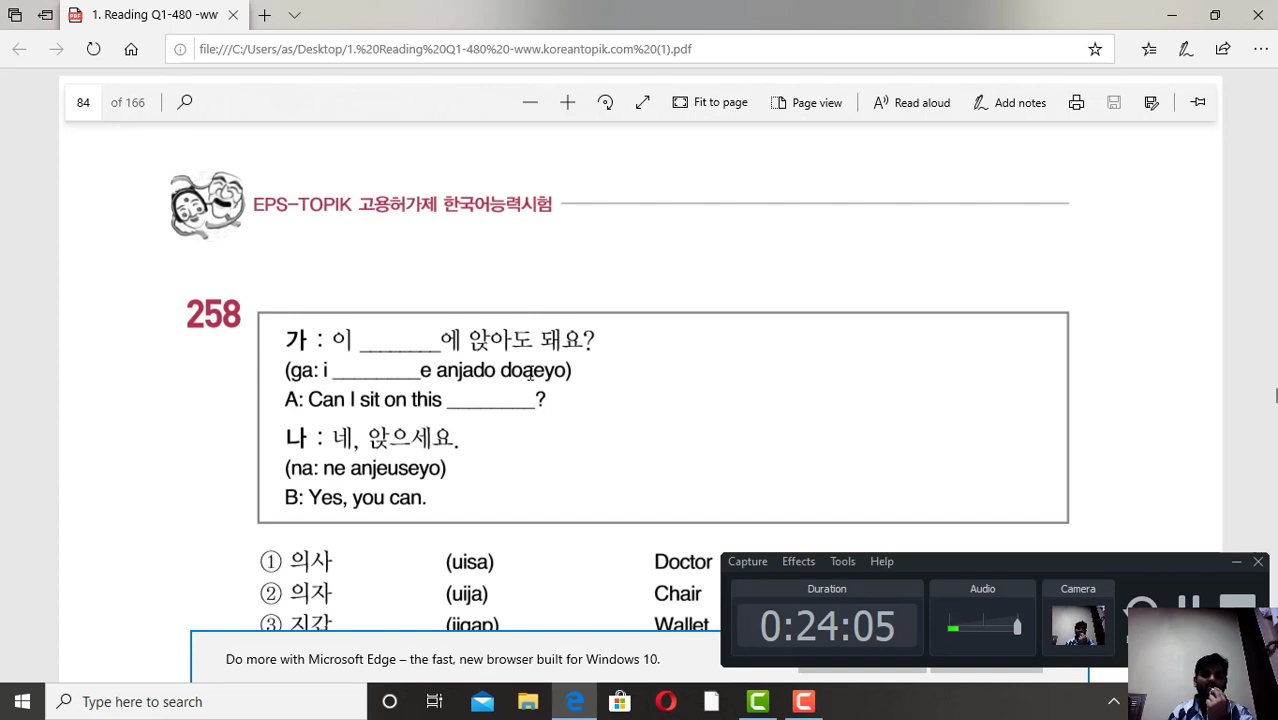 1. Reading Q1-480 -ww
file:///C:/Users/as/Desktop/1.%20Reading%20Q1-480%20-www.koreantopik.com%20(1).pdf
84 of 166 Fit to page Page view Read aloud Add notes
EPS-TOPIK 고용허가제 한국어능력시험
258
가 : 이 ________에 앉아도 돼요?
(ga: i ________e anjado doaeyo)
A: Can I sit on this ________?
나 : 네, 앉으세요.
(na: ne anjeuseyo)
B: Yes, you can.
① 의사 (uisa) Doctor
② 의자 (uija) Chair
③ 지갑 (jigap) Wallet
Capture Effects Tools Help
Duration Audio Camera
0:24:05
Do more with Microsoft Edge – the fast, new browser built for Windows 10.
Type here to search